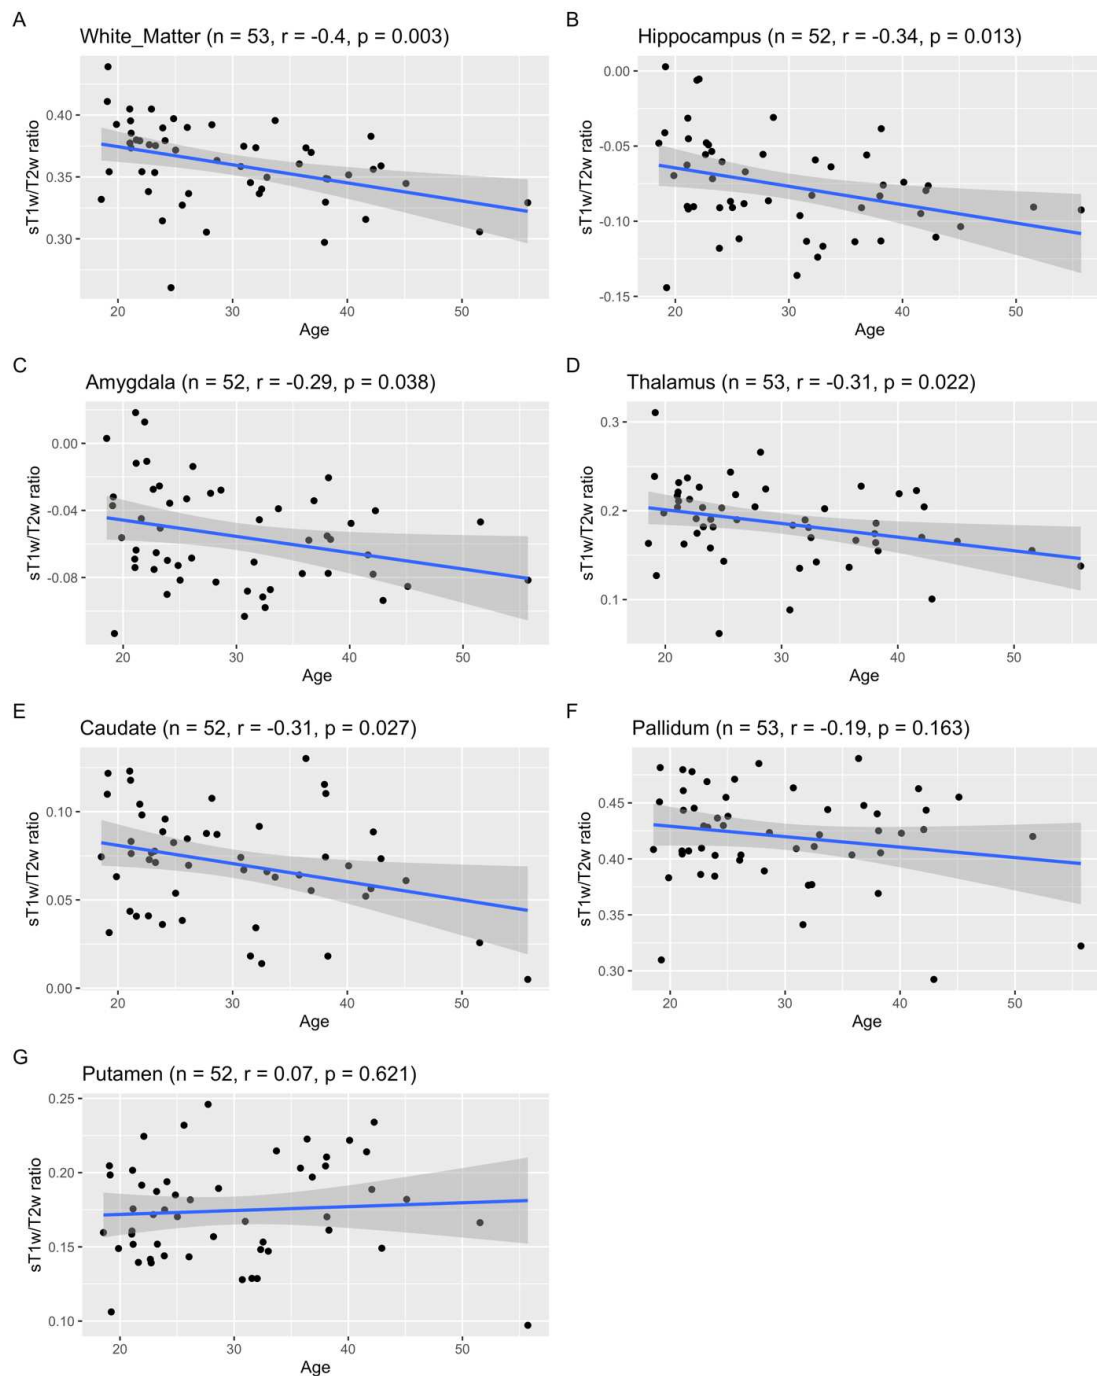 A
White_Matter (n = 53, r = -0.4, p = 0.003)
sT1w/T2w ratio
0.40
0.35
0.30
20 30 40 50
Age
B
Hippocampus (n = 52, r = -0.34, p = 0.013)
sT1w/T2w ratio
0.00
-0.05
-0.10
-0.15
20 30 40 50
Age
C
Amygdala (n = 52, r = -0.29, p = 0.038)
sT1w/T2w ratio
0.00
-0.04
-0.08
20 30 40 50
Age
D
Thalamus (n = 53, r = -0.31, p = 0.022)
sT1w/T2w ratio
0.3
0.2
0.1
20 30 40 50
Age
E
Caudate (n = 52, r = -0.31, p = 0.027)
sT1w/T2w ratio
0.10
0.05
0.00
20 30 40 50
Age
F
Pallidum (n = 53, r = -0.19, p = 0.163)
sT1w/T2w ratio
0.45
0.40
0.35
0.30
20 30 40 50
Age
G
Putamen (n = 52, r = 0.07, p = 0.621)
sT1w/T2w ratio
0.25
0.20
0.15
0.10
20 30 40 50
Age